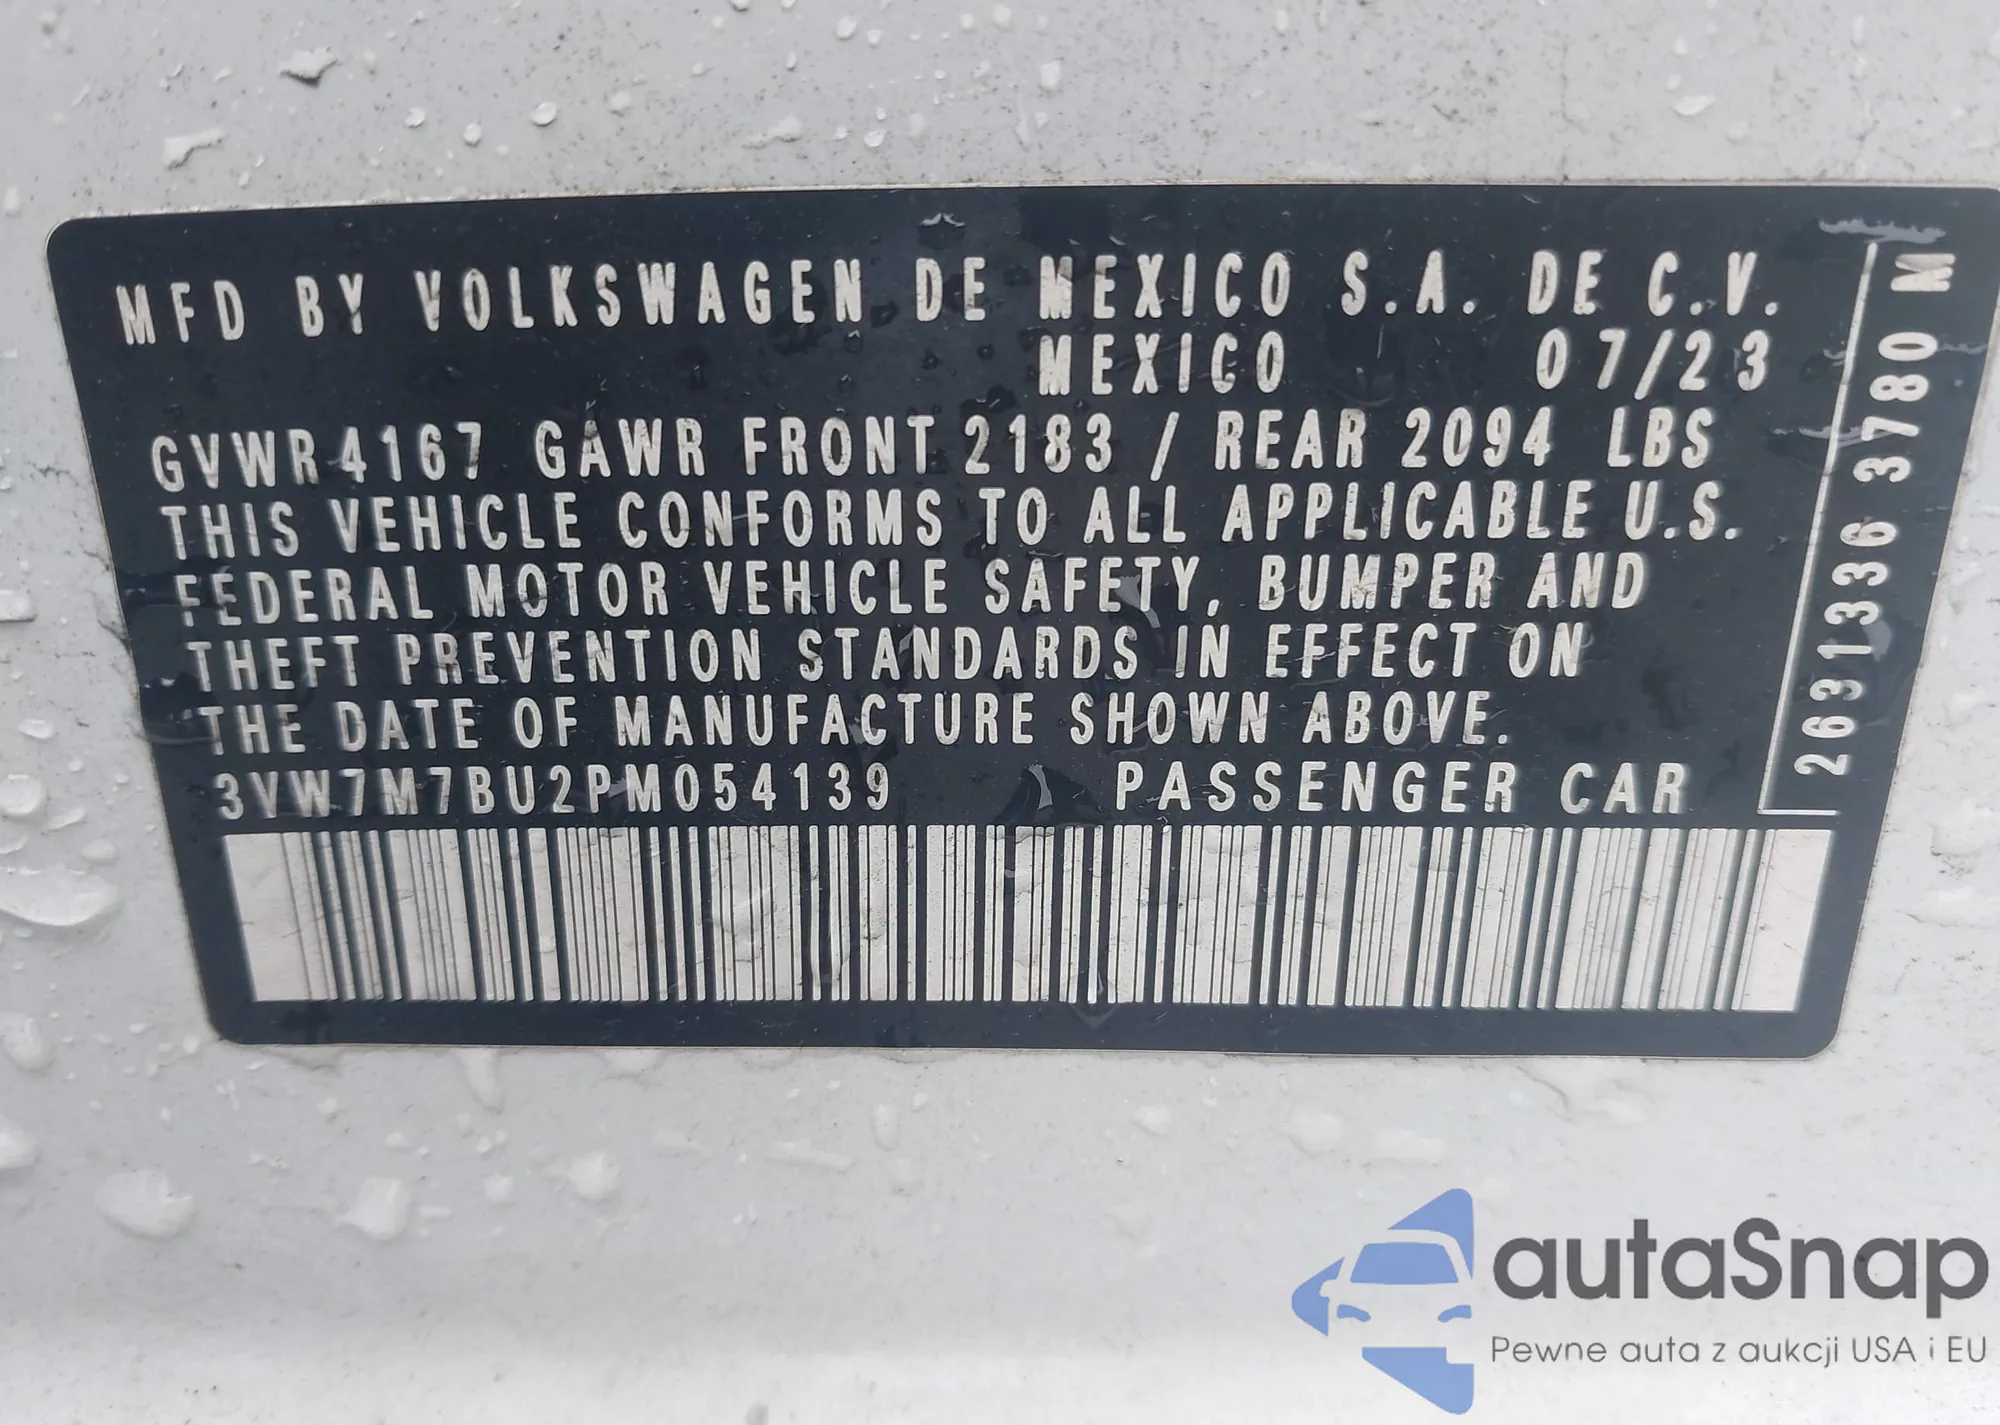 MFD BY VOLKSWAGEN DE MEXICO S.A. DE C.V.
MEXICO 07/23
GVWR 4167 GAWR FRONT 2183 / REAR 2094 LBS
THIS VEHICLE CONFORMS TO ALL APPLICABLE U.S.
FEDERAL MOTOR VEHICLE SAFETY, BUMPER AND
THEFT PREVENTION STANDARDS IN EFFECT ON
THE DATE OF MANUFACTURE SHOWN ABOVE.
3VW7M7BU2PM054139 PASSENGER CAR
2631336 3780 M
autaSnap
Pewne auta z aukcji USA i EU